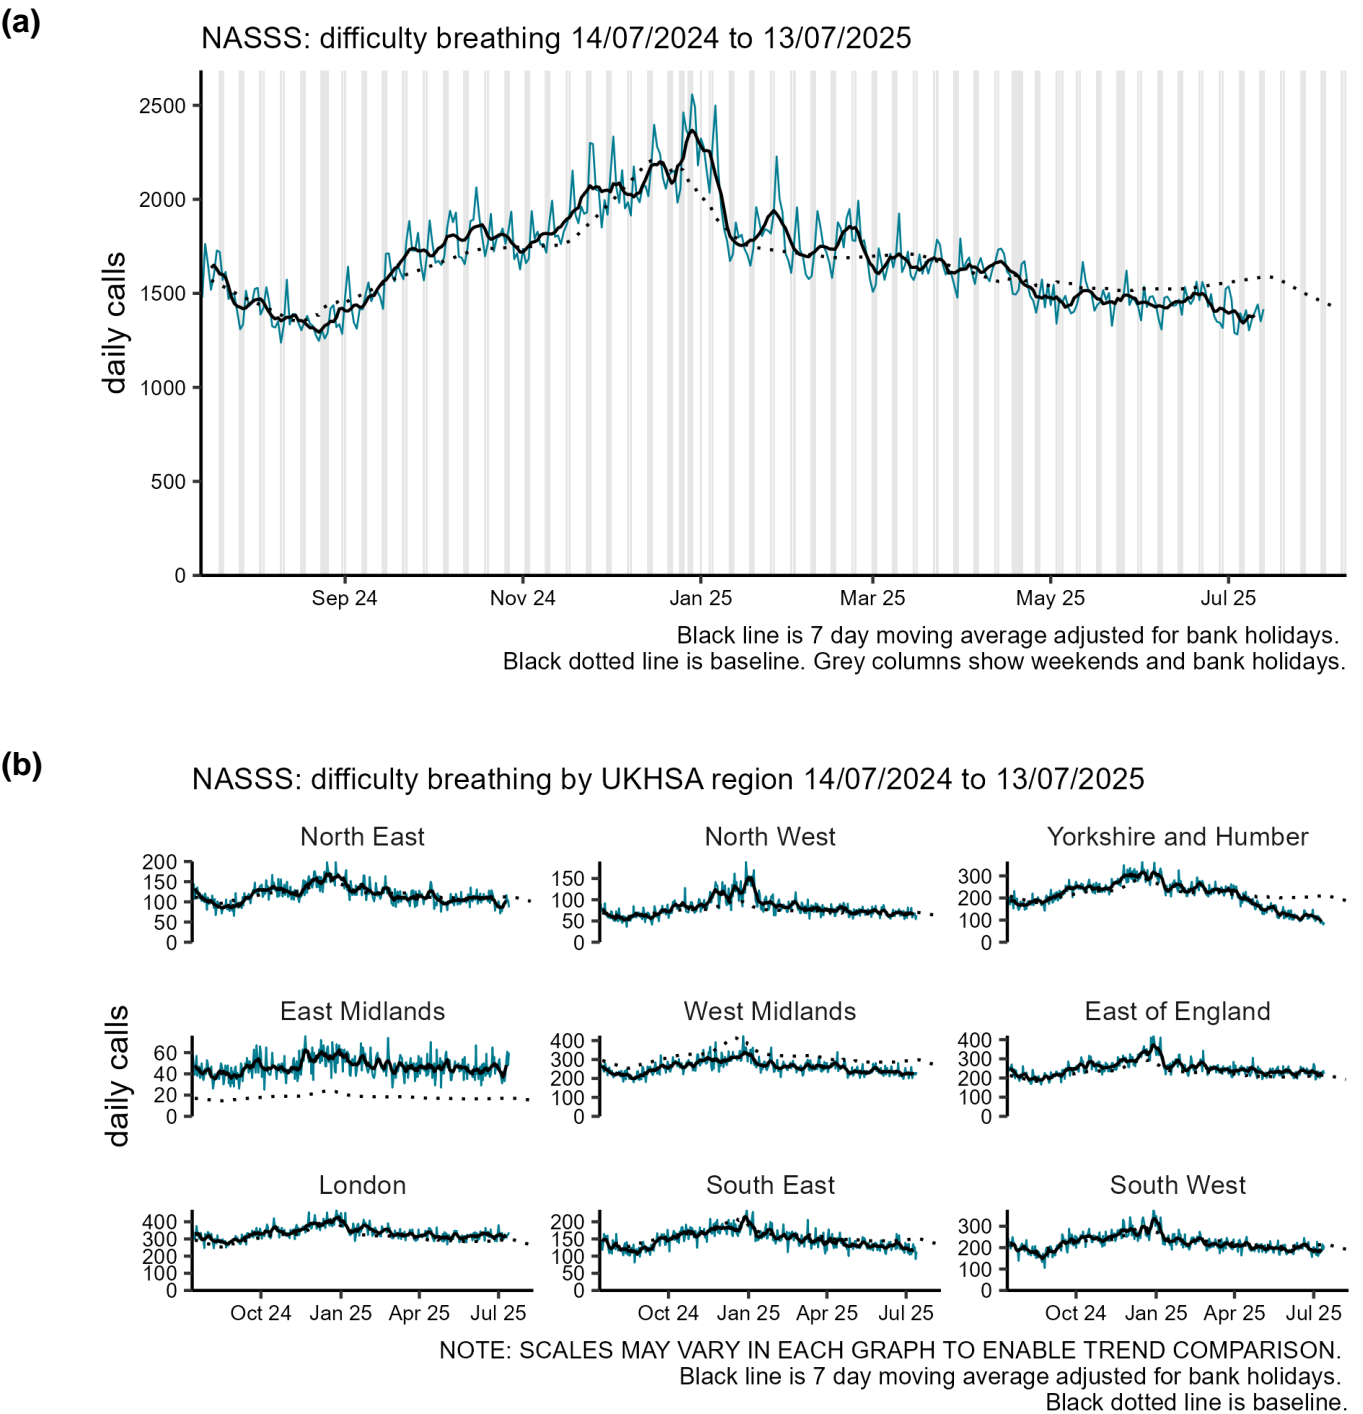 (a)
NASSS: difficulty breathing 14/07/2024 to 13/07/2025
daily calls
2500
2000
1500
1000
500
0
Sep 24 Nov 24 Jan 25 Mar 25 May 25 Jul 25
Black line is 7 day moving average adjusted for bank holidays.
Black dotted line is baseline. Grey columns show weekends and bank holidays.
(b)
NASSS: difficulty breathing by UKHSA region 14/07/2024 to 13/07/2025
daily calls
North East
200
150
100
50
0
North West
150
100
50
0
Yorkshire and Humber
300
200
100
0
East Midlands
60
40
20
0
West Midlands
400
300
200
100
0
East of England
400
300
200
100
0
London
400
300
200
100
0
Oct 24 Jan 25 Apr 25 Jul 25
South East
200
150
100
50
0
Oct 24 Jan 25 Apr 25 Jul 25
South West
300
200
100
0
Oct 24 Jan 25 Apr 25 Jul 25
NOTE: SCALES MAY VARY IN EACH GRAPH TO ENABLE TREND COMPARISON.
Black line is 7 day moving average adjusted for bank holidays.
Black dotted line is baseline.